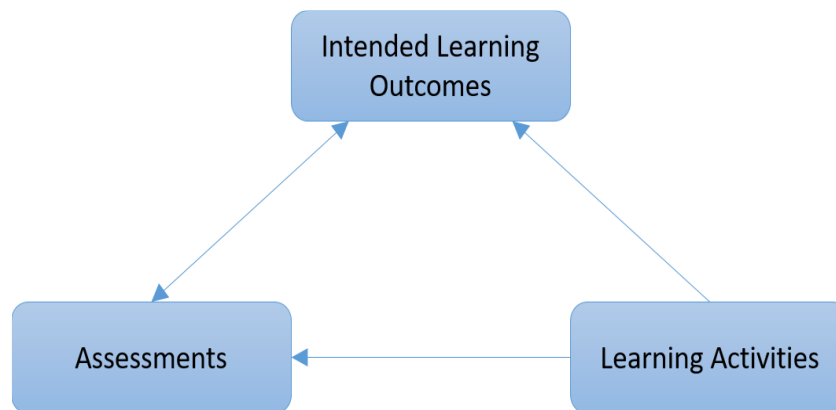 Intended Learning
Outcomes
Assessments
Learning Activities